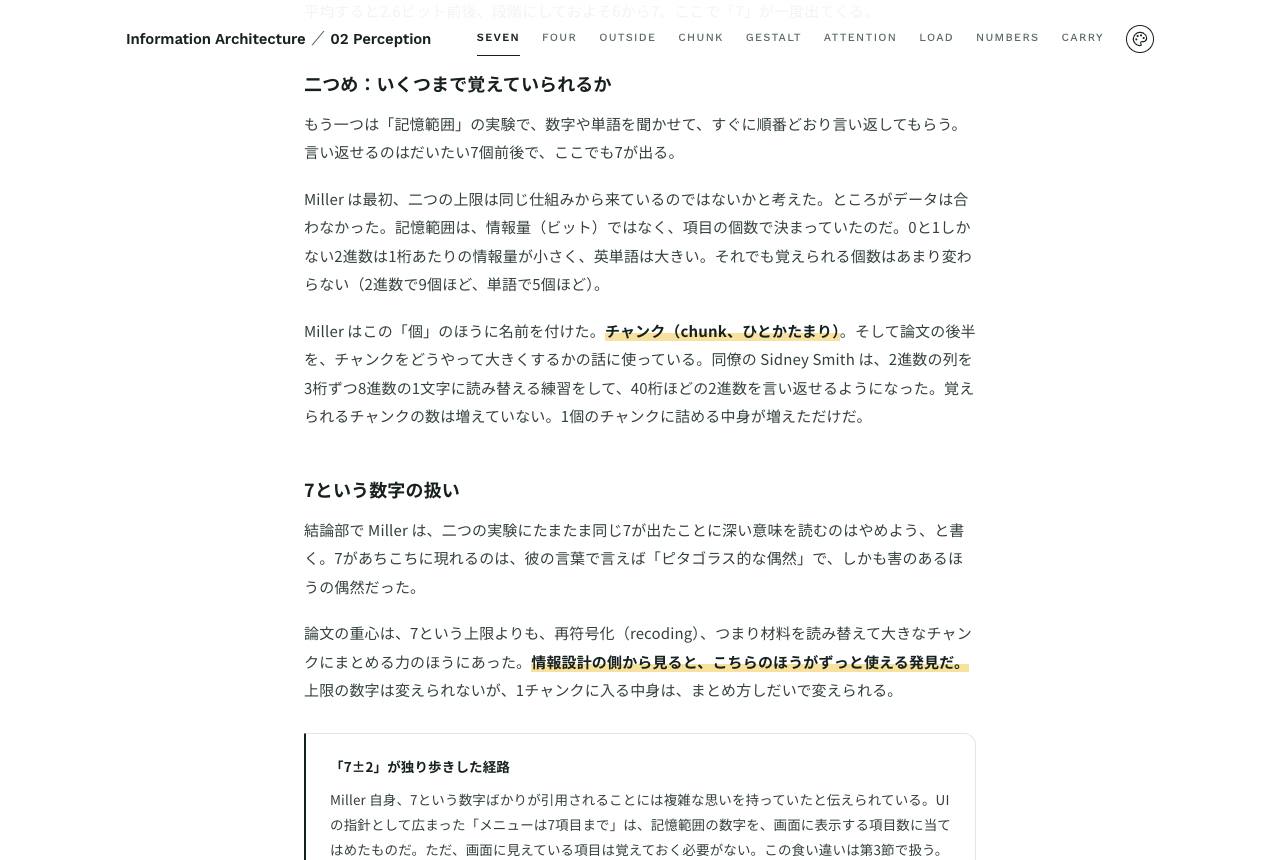 平均すると2.6ビット前後、段階にしておよそ6から7。ここで「7」が一度出てくる。
Information Architecture ／ 02 Perception
SEVEN FOUR OUTSIDE CHUNK GESTALT ATTENTION LOAD NUMBERS CARRY
二つめ：いくつまで覚えていられるか
もう一つは「記憶範囲」の実験で、数字や単語を聞かせて、すぐに順番どおり言い返してもらう。
言い返せるのはだいたい7個前後で、ここでも7が出る。
Miller は最初、二つの上限は同じ仕組みから来ているのではないかと考えた。ところがデータは合
わなかった。記憶範囲は、情報量（ビット）ではなく、項目の個数で決まっていたのだ。0と1しか
ない2進数は1桁あたりの情報量が小さく、英単語は大きい。それでも覚えられる個数はあまり変わ
らない（2進数で9個ほど、単語で5個ほど）。
Miller はこの「個」のほうに名前を付けた。チャンク（chunk、ひとかたまり）。そして論文の後半
を、チャンクをどうやって大きくするかの話に使っている。同僚の Sidney Smith は、2進数の列を
3桁ずつ8進数の1文字に読み替える練習をして、40桁ほどの2進数を言い返せるようになった。覚え
られるチャンクの数は増えていない。1個のチャンクに詰める中身が増えただけだ。
7という数字の扱い
結論部で Miller は、二つの実験にたまたま同じ7が出たことに深い意味を読むのはやめよう、と書
く。7があちこちに現れるのは、彼の言葉で言えば「ピタゴラス的な偶然」で、しかも害のあるほ
うの偶然だった。
論文の重心は、7という上限よりも、再符号化（recoding）、つまり材料を読み替えて大きなチャン
クにまとめる力のほうにあった。情報設計の側から見ると、こちらのほうがずっと使える発見だ。
上限の数字は変えられないが、1チャンクに入る中身は、まとめ方しだいで変えられる。
「7±2」が独り歩きした経路
Miller 自身、7という数字ばかりが引用されることには複雑な思いを持っていたと伝えられている。UI
の指針として広まった「メニューは7項目まで」は、記憶範囲の数字を、画面に表示する項目数に当て
はめたものだ。ただ、画面に見えている項目は覚えておく必要がない。この食い違いは第3節で扱う。